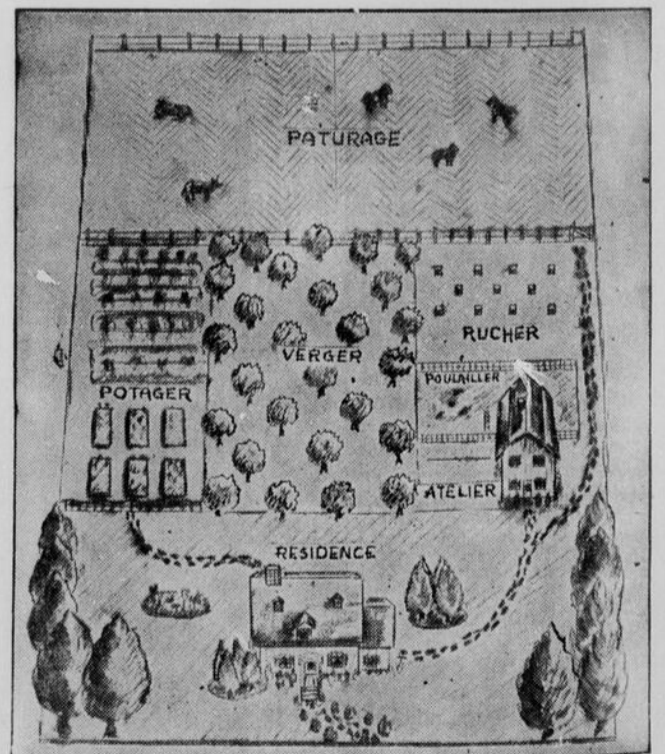 PATURAGE
VERGER
RUCHER
POTAGER
POULAILLER
ATELIER
RESIDENCE